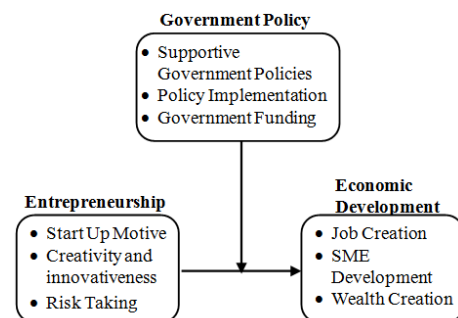 Government Policy
• Supportive
Government Policies
• Policy Implementation
• Government Funding
Entrepreneurship
• Start Up Motive
• Creativity and
innovativeness
• Risk Taking
Economic
Development
• Job Creation
• SME
Development
• Wealth Creation